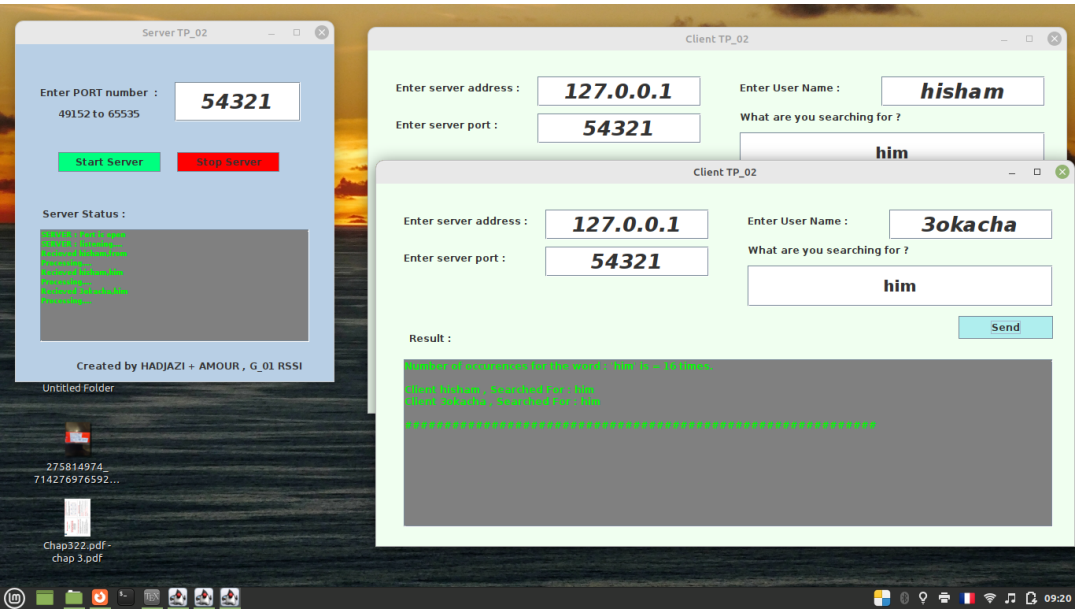 Server TP_02
Enter PORT number :
54321
49152 to 65535
Start Server
Stop Server
Server Status :
SERVER : Port is open
SERVER : listening....
Recieved hisham,from
Processing....
Recieved hisham,him
Processing....
Recieved 3okacha,him
Processing....
Created by HADJAZI + AMOUR , G_01 RSSI
Client TP_02
Enter server address :
127.0.0.1
Enter User Name :
hisham
Enter server port :
54321
What are you searching for ?
him
Client TP_02
Enter server address :
127.0.0.1
Enter User Name :
3okacha
Enter server port :
54321
What are you searching for ?
him
Send
Result :
Number of occurences for the word : 'him' is = 16 times.
Client hisham , Searched For : him
Client 3okacha , Searched For : him
Untitled Folder
275814974_
714276976592...
Chap322.pdf -
chap 3.pdf
09:20